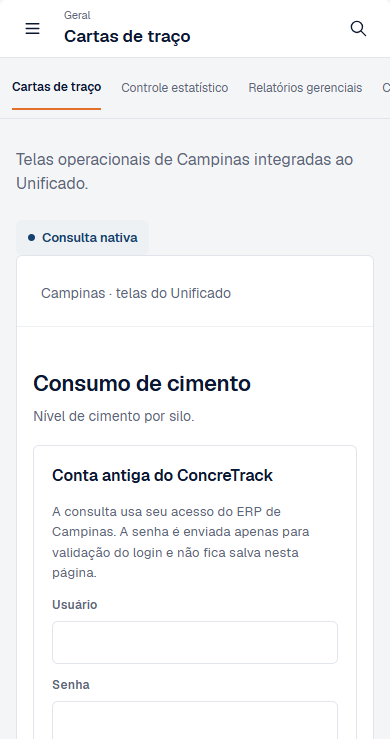 Geral
Cartas de traço
Cartas de traço
Controle estatístico
Relatórios gerenciais
C
Telas operacionais de Campinas integradas ao
Unificado.
Consulta nativa
Campinas · telas do Unificado
Consumo de cimento
Nível de cimento por silo.
Conta antiga do ConcreTrack
A consulta usa seu acesso do ERP de
Campinas. A senha é enviada apenas para
validação do login e não fica salva nesta
página.
Usuário
Senha